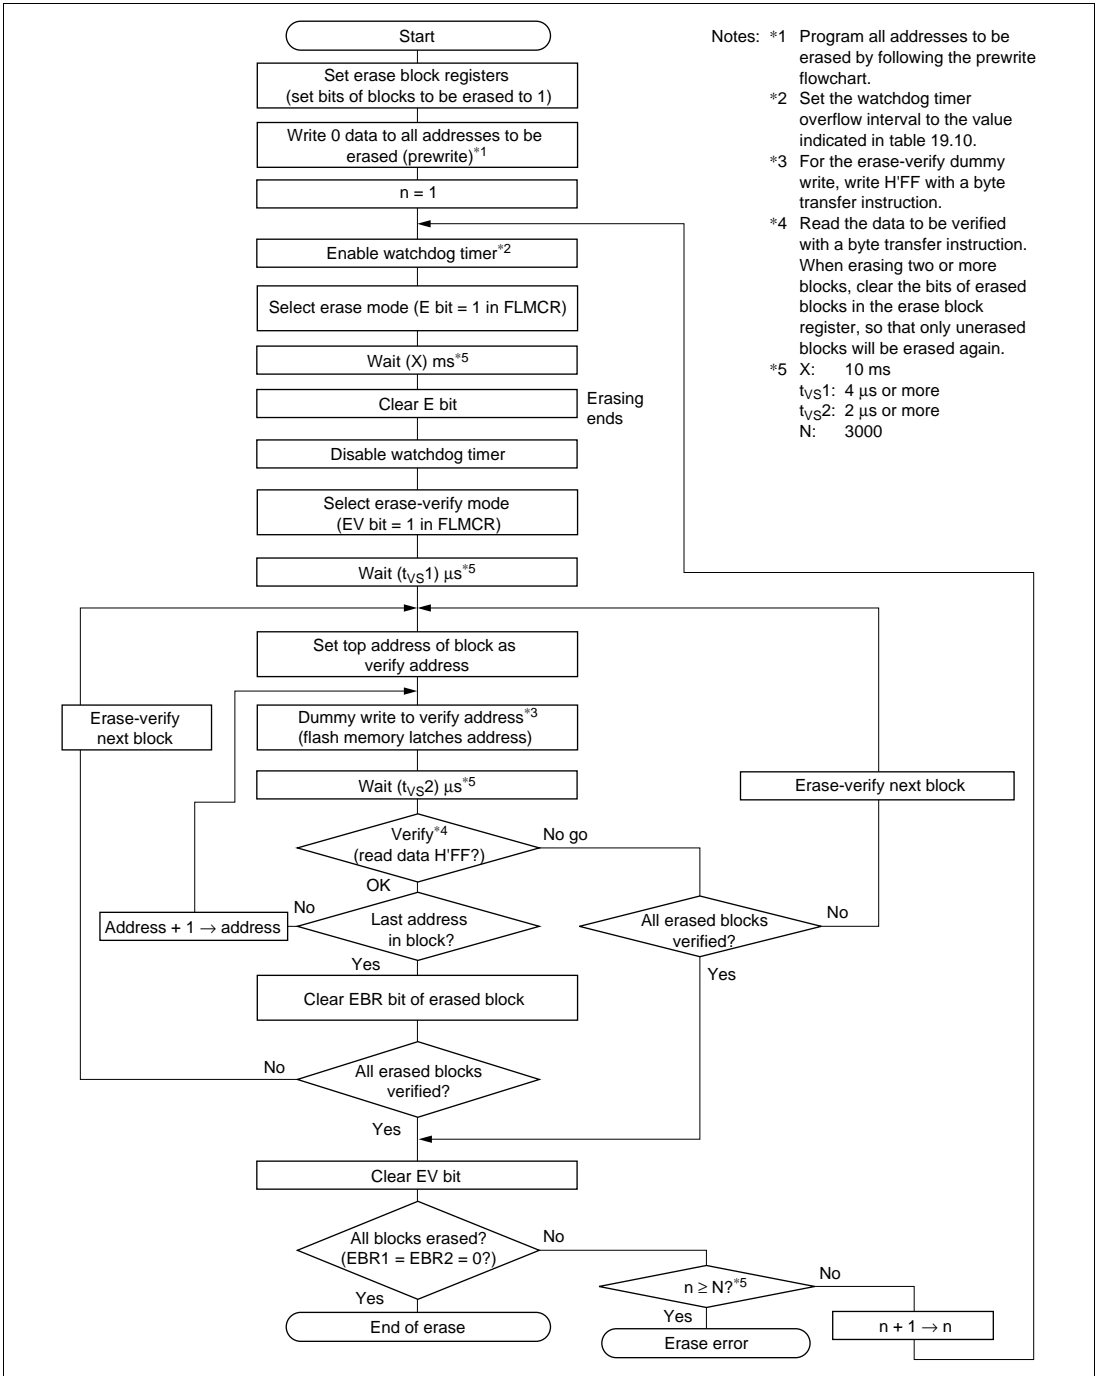 Start
Set erase block registers
(set bits of blocks to be erased to 1)
Write 0 data to all addresses to be
erased (prewrite)*1
n = 1
Enable watchdog timer*2
Select erase mode (E bit = 1 in FLMCR)
Wait (X) ms*5
Clear E bit
Erasing
ends
Disable watchdog timer
Select erase-verify mode
(EV bit = 1 in FLMCR)
Wait (tVS1) μs*5
Set top address of block as
verify address
Erase-verify
next block
Dummy write to verify address*3
(flash memory latches address)
Wait (tVS2) μs*5
Erase-verify next block
Verify*4
(read data H'FF?)
No go
OK
No
Address + 1 → address
Last address
in block?
All erased blocks
verified?
No
Yes
Yes
Clear EBR bit of erased block
No
All erased blocks
verified?
Yes
Clear EV bit
All blocks erased?
(EBR1 = EBR2 = 0?)
No
n ≥ N?*5
No
Yes
Yes
End of erase
Erase error
n + 1 → n
Notes: *1 Program all addresses to be
erased by following the prewrite
flowchart.
*2 Set the watchdog timer
overflow interval to the value
indicated in table 19.10.
*3 For the erase-verify dummy
write, write H'FF with a byte
transfer instruction.
*4 Read the data to be verified
with a byte transfer instruction.
When erasing two or more
blocks, clear the bits of erased
blocks in the erase block
register, so that only unerased
blocks will be erased again.
*5 X: 10 ms
tVS1: 4 μs or more
tVS2: 2 μs or more
N: 3000